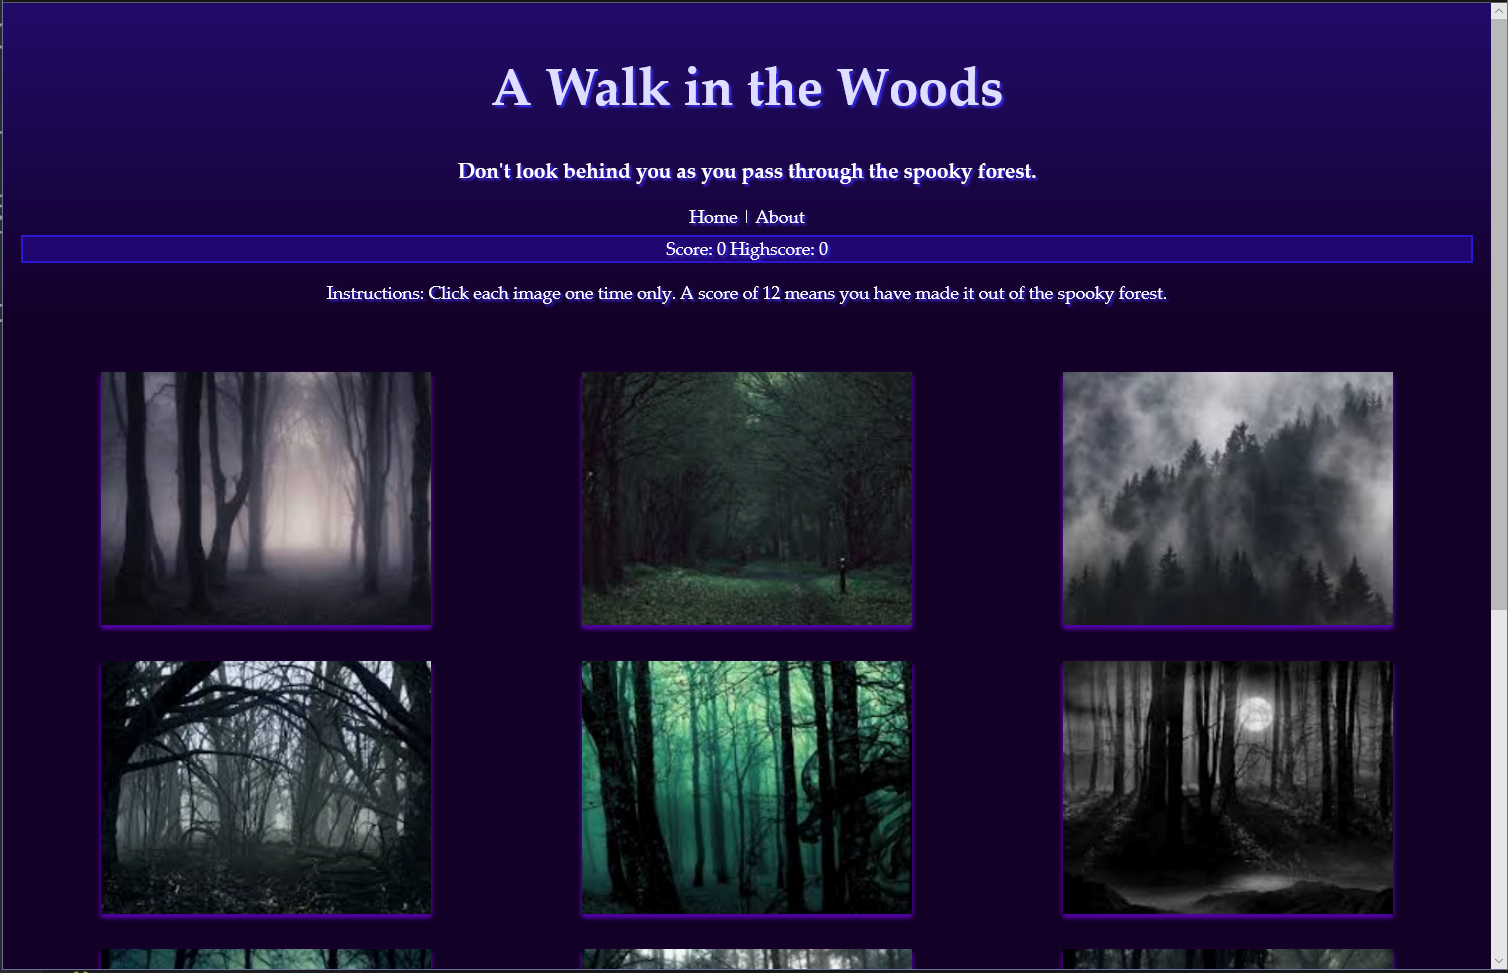 A Walk in the Woods
Don't look behind you as you pass through the spooky forest.
Home | About
Score: 0 Highscore: 0
Instructions: Click each image one time only. A score of 12 means you have made it out of the spooky forest.